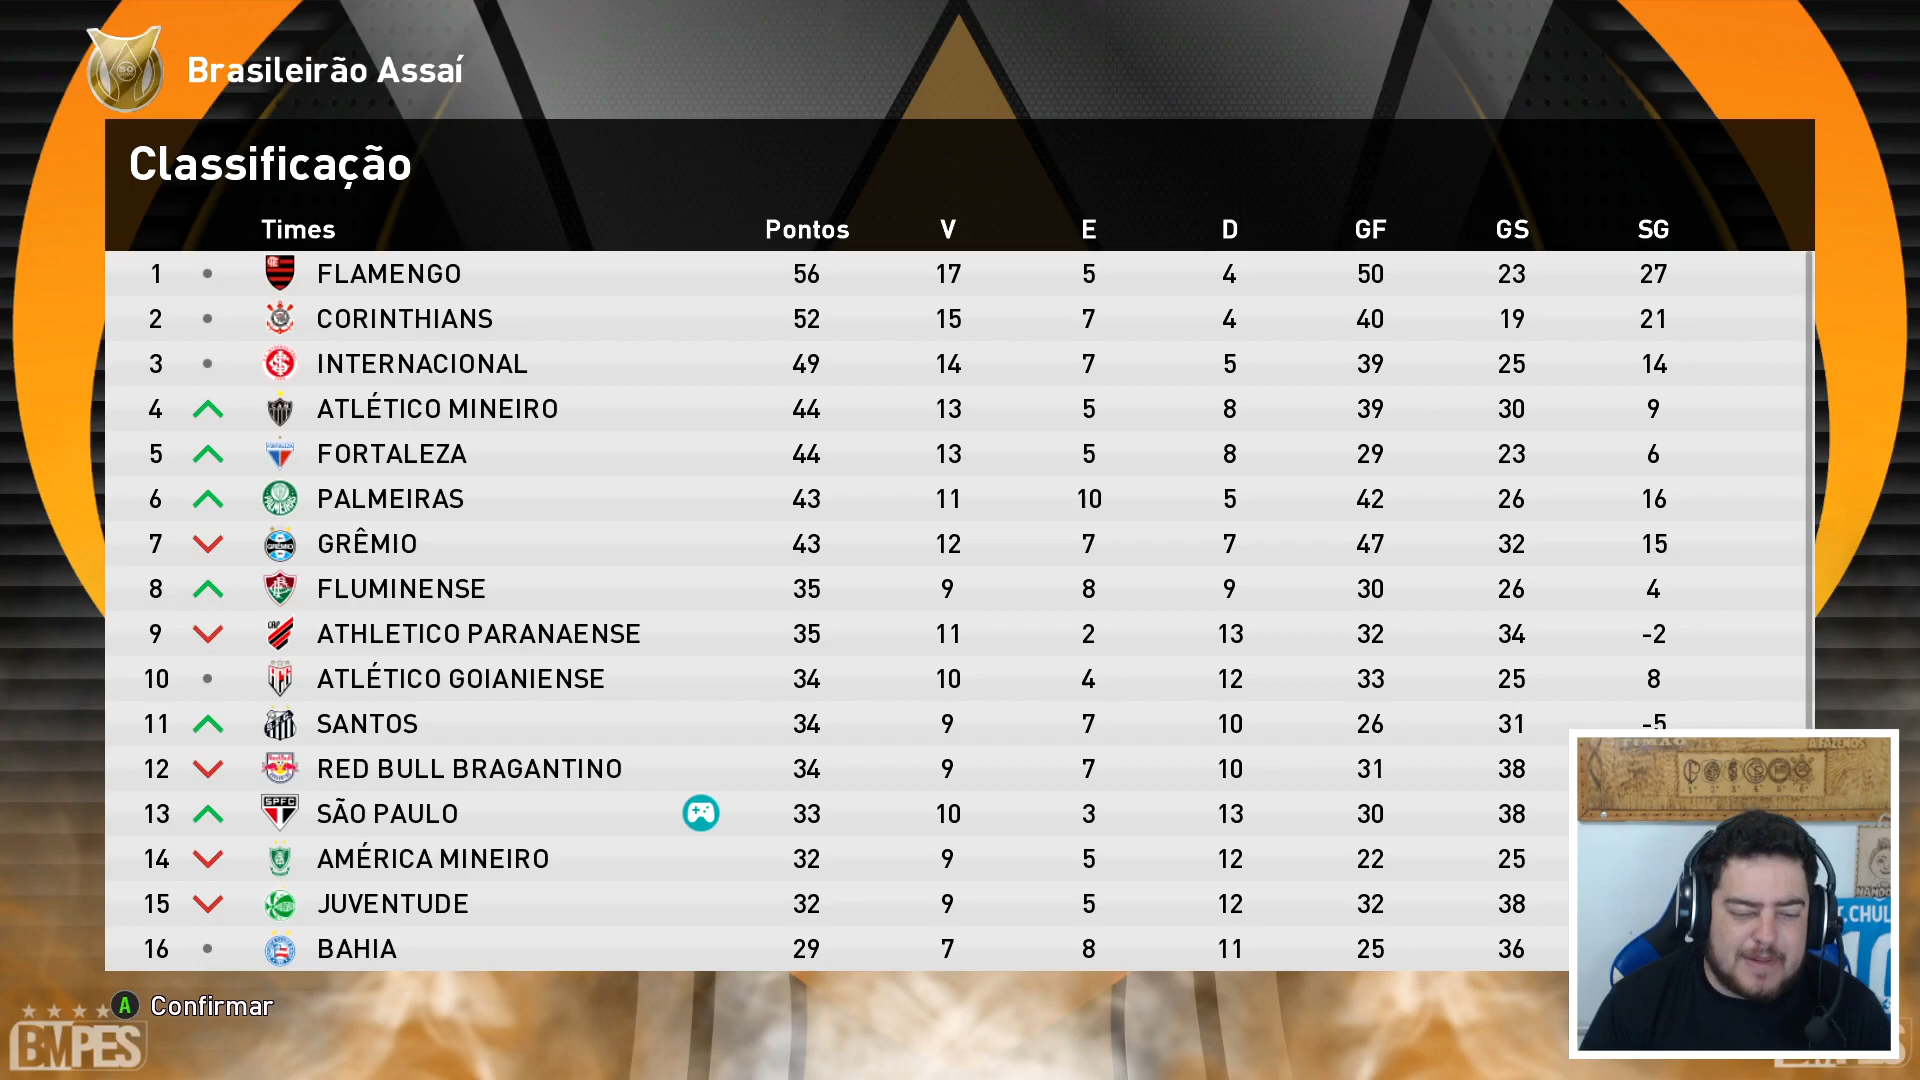 Brasileirão Assaí
Classificação
Times Pontos V E D GF GS SG
1 FLAMENGO 56 17 5 4 50 23 27
2 CORINTHIANS 52 15 7 4 40 19 21
3 INTERNACIONAL 49 14 7 5 39 25 14
4 ATLÉTICO MINEIRO 44 13 5 8 39 30 9
5 FORTALEZA 44 13 5 8 29 23 6
6 PALMEIRAS 43 11 10 5 42 26 16
7 GRÊMIO 43 12 7 7 47 32 15
8 FLUMINENSE 35 9 8 9 30 26 4
9 ATHLETICO PARANAENSE 35 11 2 13 32 34 -2
10 ATLÉTICO GOIANIENSE 34 10 4 12 33 25 8
11 SANTOS 34 9 7 10 26 31 -5
12 RED BULL BRAGANTINO 34 9 7 10 31 38
13 SÃO PAULO 33 10 3 13 30 38
14 AMÉRICA MINEIRO 32 9 5 12 22 25
15 JUVENTUDE 32 9 5 12 32 38
16 BAHIA 29 7 8 11 25 36
A Confirmar
BMPES
SPFC
A FAZENOS
NANDO
T.CHUL
10